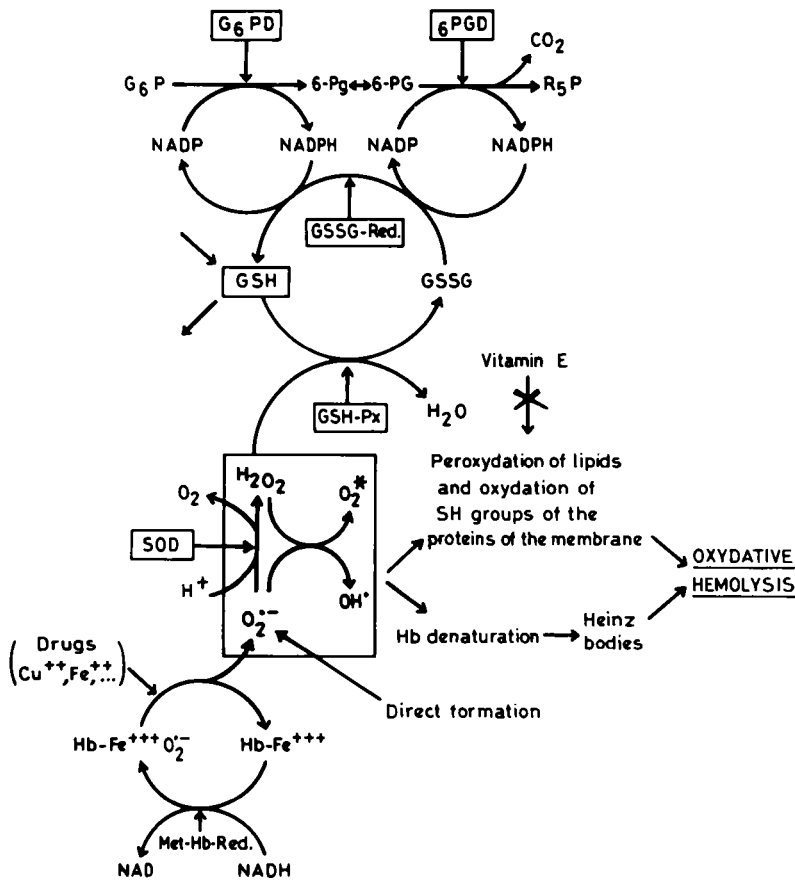 G6PD 6PGD
CO2
G6P 6-Pg↔6-PG R5P
NADP NADPH NADP NADPH
GSSG-Red.
GSH GSSG
Vitamin E
GSH-Px H2O
Peroxydation of lipids
and oxydation of
SH groups of the
proteins of the membrane
O2 H2O2 O2*
SOD
OXYDATIVE
HEMOLYSIS
H+ OH·
O2·-
Hb denaturation Heinz
bodies
Drugs
(Cu++,Fe++,...)
Direct formation
Hb-Fe+++O2·- Hb-Fe+++
Met-Hb-Red.
NAD NADH